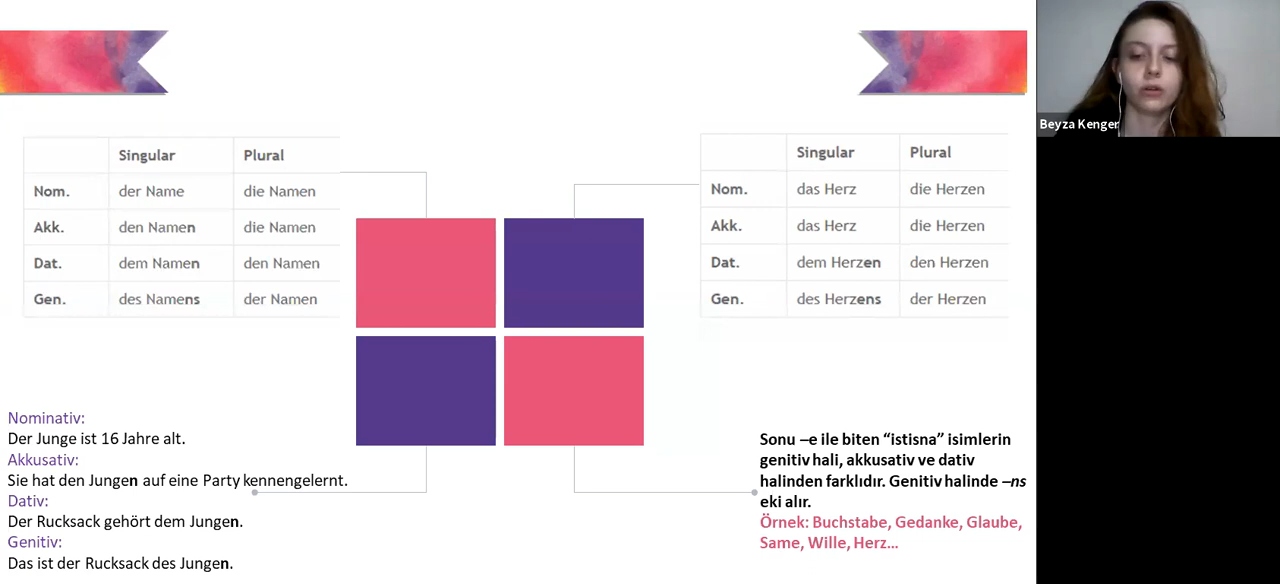 Singular Plural
Nom. der Name die Namen
Akk. den Namen die Namen
Dat. dem Namen den Namen
Gen. des Namens der Namen
Singular Plural
Nom. das Herz die Herzen
Akk. das Herz die Herzen
Dat. dem Herzen den Herzen
Gen. des Herzens der Herzen
Nominativ:
Der Junge ist 16 Jahre alt.
Akkusativ:
Sie hat den Jungen auf eine Party kennengelernt.
Dativ:
Der Rucksack gehört dem Jungen.
Genitiv:
Das ist der Rucksack des Jungen.
Sonu –e ile biten “istisna” isimlerin
genitiv hali, akkusativ ve dativ
halinden farklıdır. Genitiv halinde –ns
eki alır.
Örnek: Buchstabe, Gedanke, Glaube,
Same, Wille, Herz...
Beyza Kenger